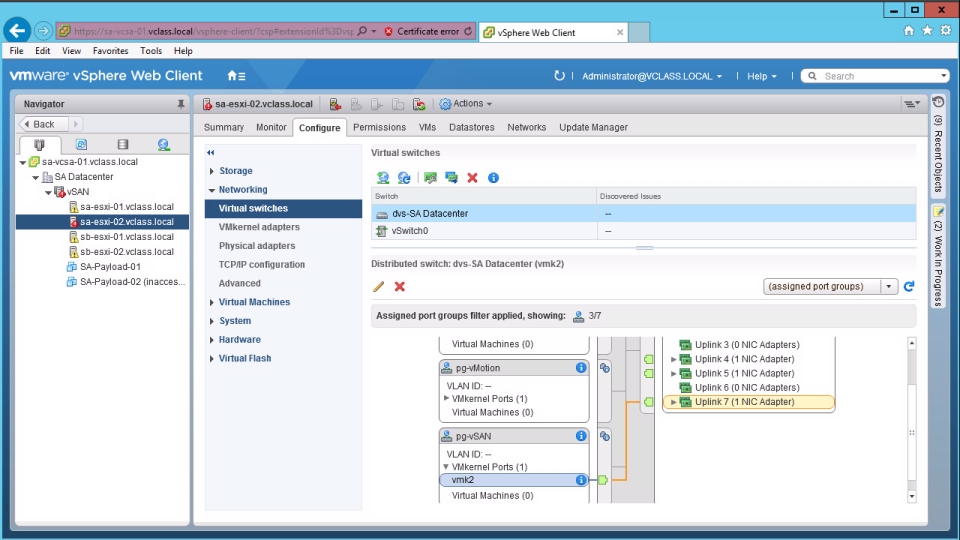 https://sa-vcsa-01.vclass.local/vsphere-client/?csp#extensionId%3Dvsp
Certificate error
vSphere Web Client
File Edit View Favorites Tools Help
vmware® vSphere Web Client
Administrator@VCLASS.LOCAL
Help
Search
Navigator
Back
sa-vcsa-01.vclass.local
SA Datacenter
vSAN
sa-esxi-01.vclass.local
sa-esxi-02.vclass.local
sb-esxi-01.vclass.local
sb-esxi-02.vclass.local
SA-Payload-01
SA-Payload-02 (inacces...
sa-esxi-02.vclass.local
Actions
Summary Monitor Configure Permissions VMs Datastores Networks Update Manager
Storage
Networking
Virtual switches
VMkernel adapters
Physical adapters
TCP/IP configuration
Advanced
Virtual Machines
System
Hardware
Virtual Flash
Virtual switches
Switch Discovered Issues
dvs-SA Datacenter --
vSwitch0 --
Distributed switch: dvs-SA Datacenter (vmk2)
(assigned port groups)
Assigned port groups filter applied, showing: 3/7
Virtual Machines (0)
pg-vMotion
VLAN ID: --
VMkernel Ports (1)
Virtual Machines (0)
pg-vSAN
VLAN ID: --
VMkernel Ports (1)
vmk2
Virtual Machines (0)
Uplink 3 (0 NIC Adapters)
Uplink 4 (1 NIC Adapter)
Uplink 5 (1 NIC Adapter)
Uplink 6 (0 NIC Adapters)
Uplink 7 (1 NIC Adapter)
(9) Recent Objects
(2) Work In Progress